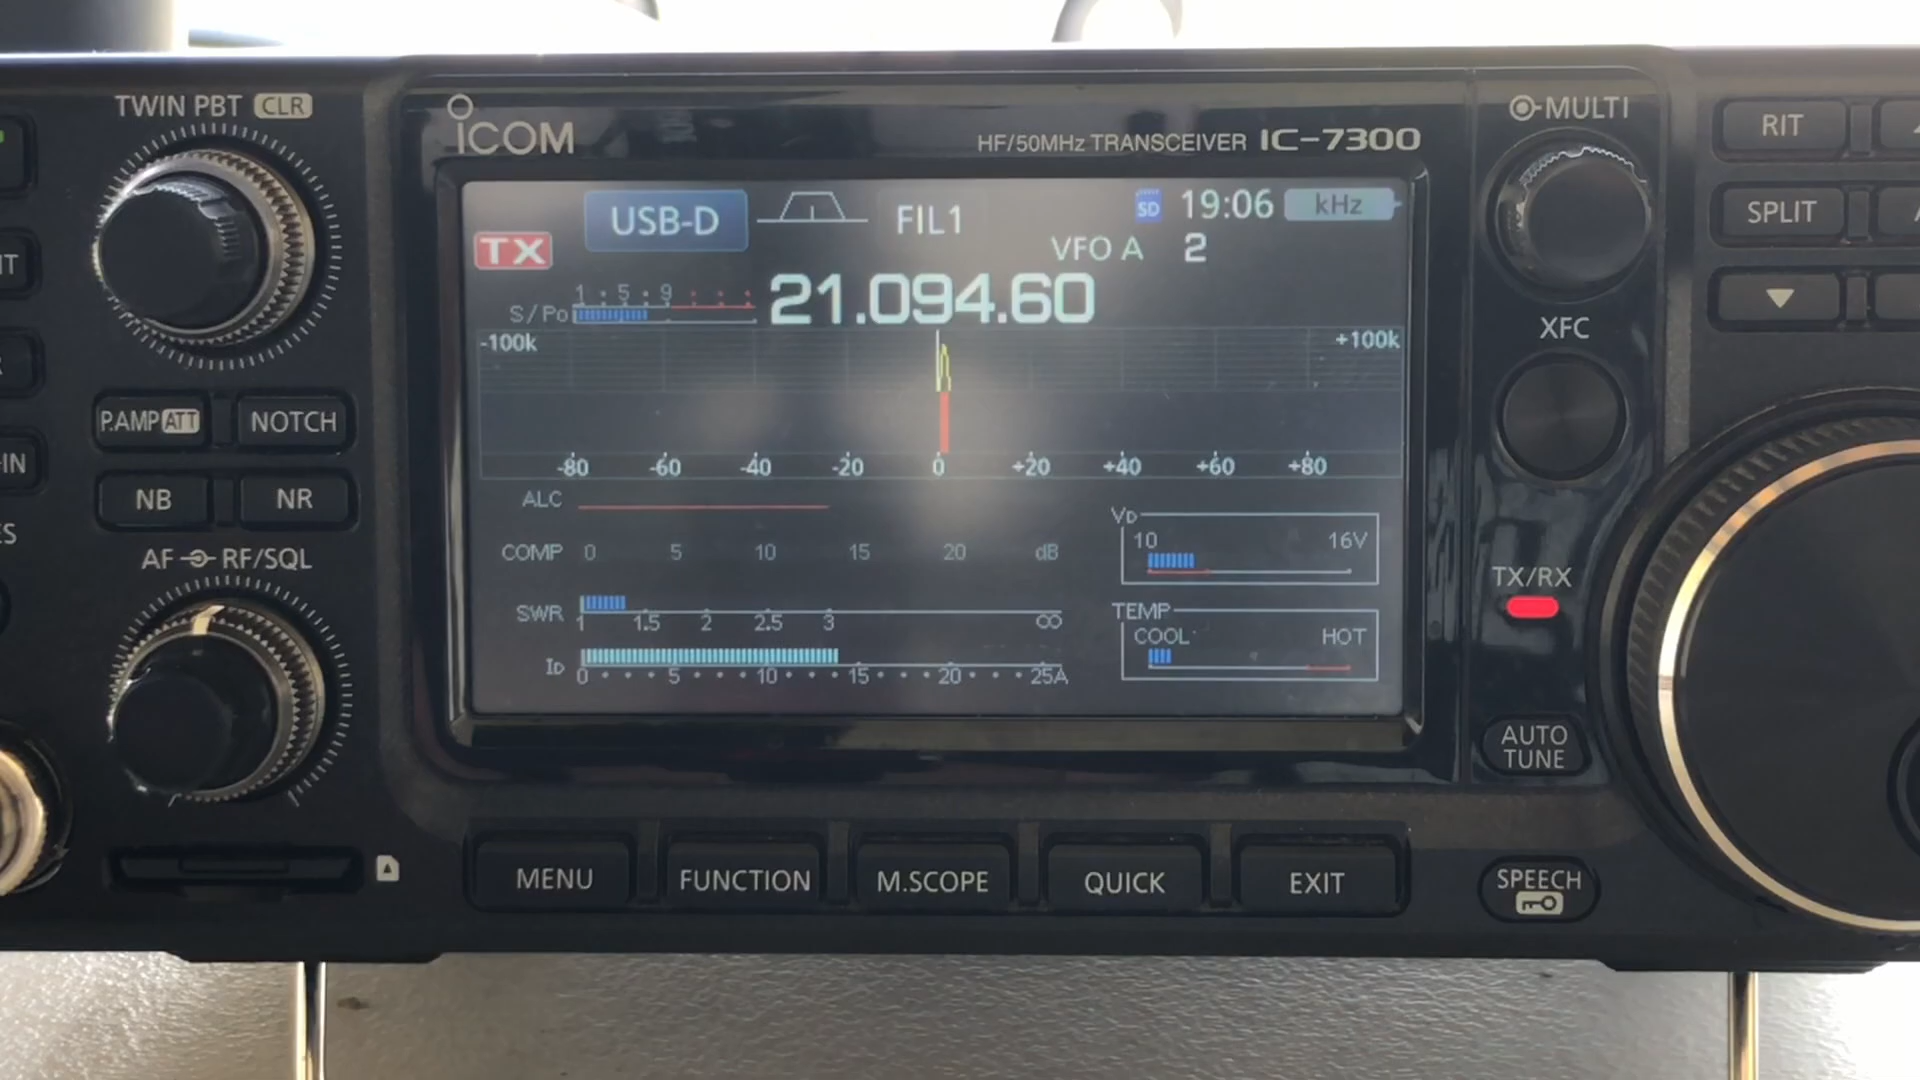 TWIN PBT CLR
ICOM
HF/50MHz TRANSCEIVER IC-7300
MULTI
RIT
SPLIT
XFC
TX
USB-D
FIL1
SD 19:06 kHz
VFO A 2
21.094.60
S/Po 1 5 9
-100k +100k
-80 -60 -40 -20 0 +20 +40 +60 +80
ALC
COMP 0 5 10 15 20 dB
SWR 1 1.5 2 2.5 3 ∞
ID 0 5 10 15 20 25A
VD
10 16V
TEMP
COOL HOT
P.AMP ATT NOTCH
NB NR
AF RF/SQL
TX/RX
AUTO
TUNE
MENU FUNCTION M.SCOPE QUICK EXIT
SPEECH